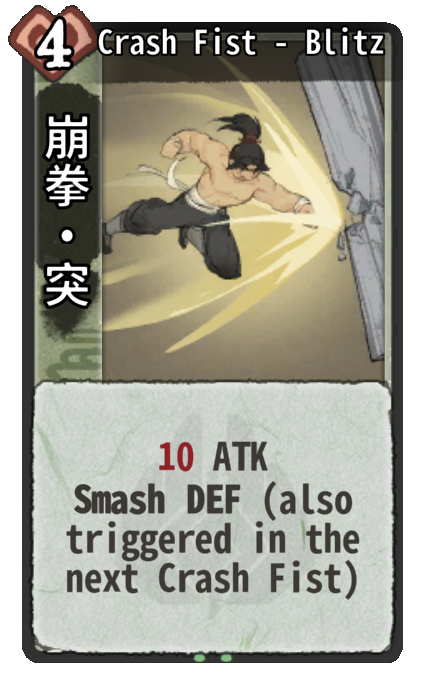 4
Crash Fist - Blitz
崩拳・突
10 ATK
Smash DEF (also
triggered in the
next Crash Fist)